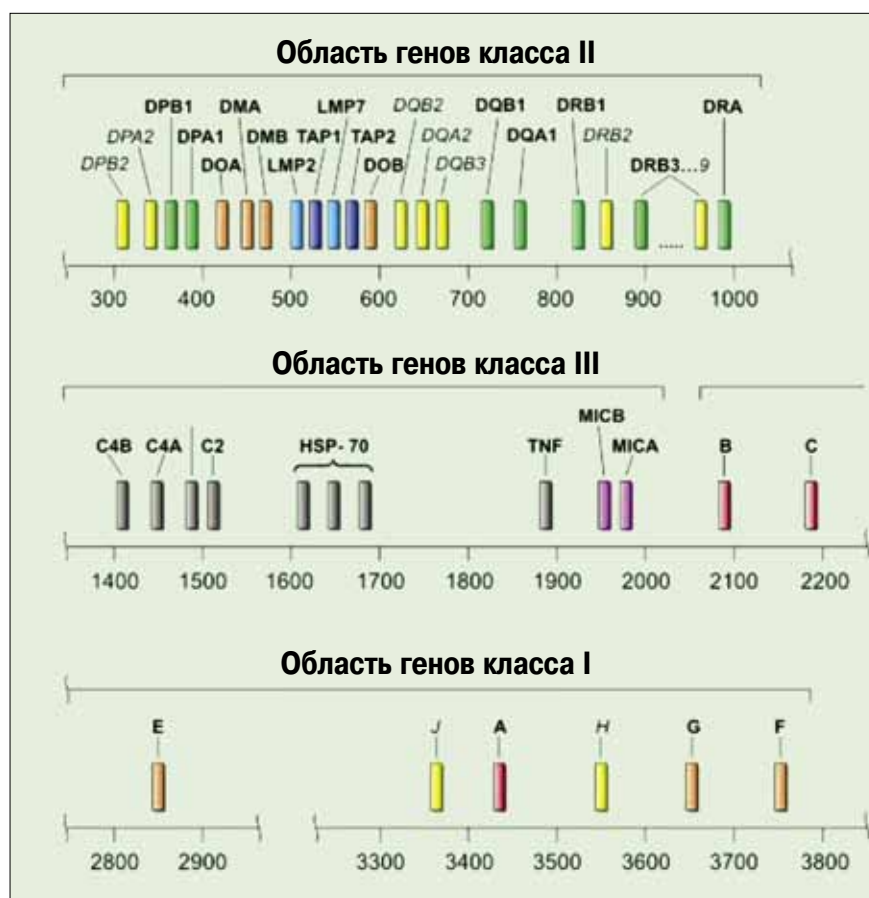 Область генов класса II
DPB1 DMA LMP7 DQB2 DQB1 DRB1 DRA
DPA2 DPA1 DMB TAP1 TAP2 DQA2 DQA1 DRB2
DPB2 DOA LMP2 DOB DQB3 DRB3...9
.....
300 400 500 600 700 800 900 1000
Область генов класса III
MICB
C4B C4A C2 HSP-70 TNF MICA B C
1400 1500 1600 1700 1800 1900 2000 2100 2200
Область генов класса I
E J A H G F
2800 2900 3300 3400 3500 3600 3700 3800